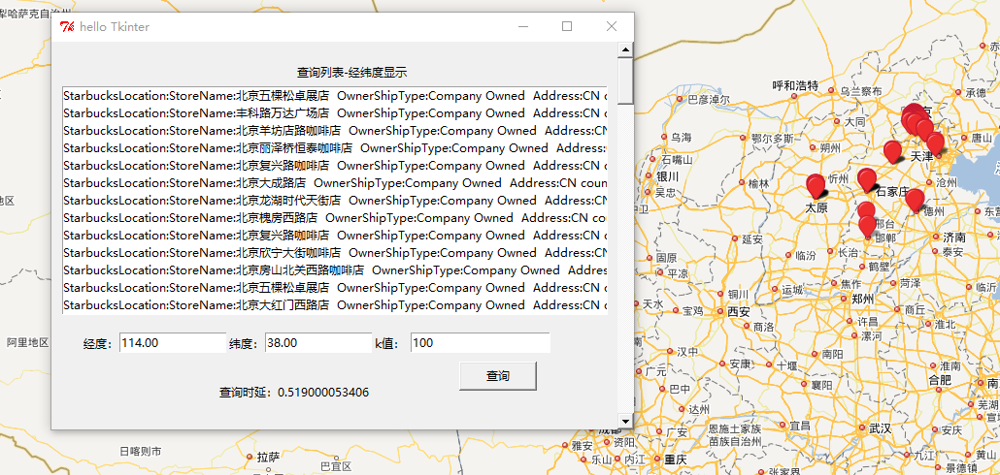 hello Tkinter
查询列表-经纬度显示
StarbucksLocation:StoreName:北京五棵松卓展店 OwnerShipType:Company Owned Address:CN c
StarbucksLocation:StoreName:丰科路万达广场店 OwnerShipType:Company Owned Address:CN c
StarbucksLocation:StoreName:北京羊坊店路咖啡店 OwnerShipType:Company Owned Address:CN
StarbucksLocation:StoreName:北京丽泽桥恒泰咖啡店 OwnerShipType:Company Owned Address:
StarbucksLocation:StoreName:北京复兴路咖啡店 OwnerShipType:Company Owned Address:CN c
StarbucksLocation:StoreName:北京大成路店 OwnerShipType:Company Owned Address:CN coun
StarbucksLocation:StoreName:北京龙湖时代天街店 OwnerShipType:Company Owned Address:CN
StarbucksLocation:StoreName:北京槐房西路店 OwnerShipType:Company Owned Address:CN co
StarbucksLocation:StoreName:北京复兴路咖啡店 OwnerShipType:Company Owned Address:CN c
StarbucksLocation:StoreName:北京欣宁大街咖啡店 OwnerShipType:Company Owned Address:CN
StarbucksLocation:StoreName:北京房山北关西路咖啡店 OwnerShipType:Company Owned Addres
StarbucksLocation:StoreName:北京五棵松卓展店 OwnerShipType:Company Owned Address:CN c
StarbucksLocation:StoreName:北京大红门西路店 OwnerShipType:Company Owned Address:CN c
经度: 114.00 纬度: 38.00 k值: 100
查询
查询时延: 0.519000053406
犁哈萨克自治州
地区
阿里地区
日喀则市
拉萨
巴宜区
呼和浩特
乌兰察布
承德
巴彦淖尔
京
大同
唐山
乌海
鄂尔多斯
朔州
天津
石嘴山
银川
榆林
忻州
沧州
吴忠
石家庄
太原
德州
东营
邢台
延安
邯郸
济南
临汾
长治
泰安
固原
鹤壁
平凉
铜川
运城
焦作
菏泽
临沂
天水
宝鸡
西安
郑州
商丘
商洛
许昌
淮北
漯河
汉中
南阳
广元
安康
十堰
淮南
合肥
南
巴中
襄阳
芜湖
达州
宣
成都
资阳
广安
恩施土家族
苗族自治州
宜昌
武汉
安庆
雅安
乐山
内江
重庆
九江
黄山
张家界
景德镇